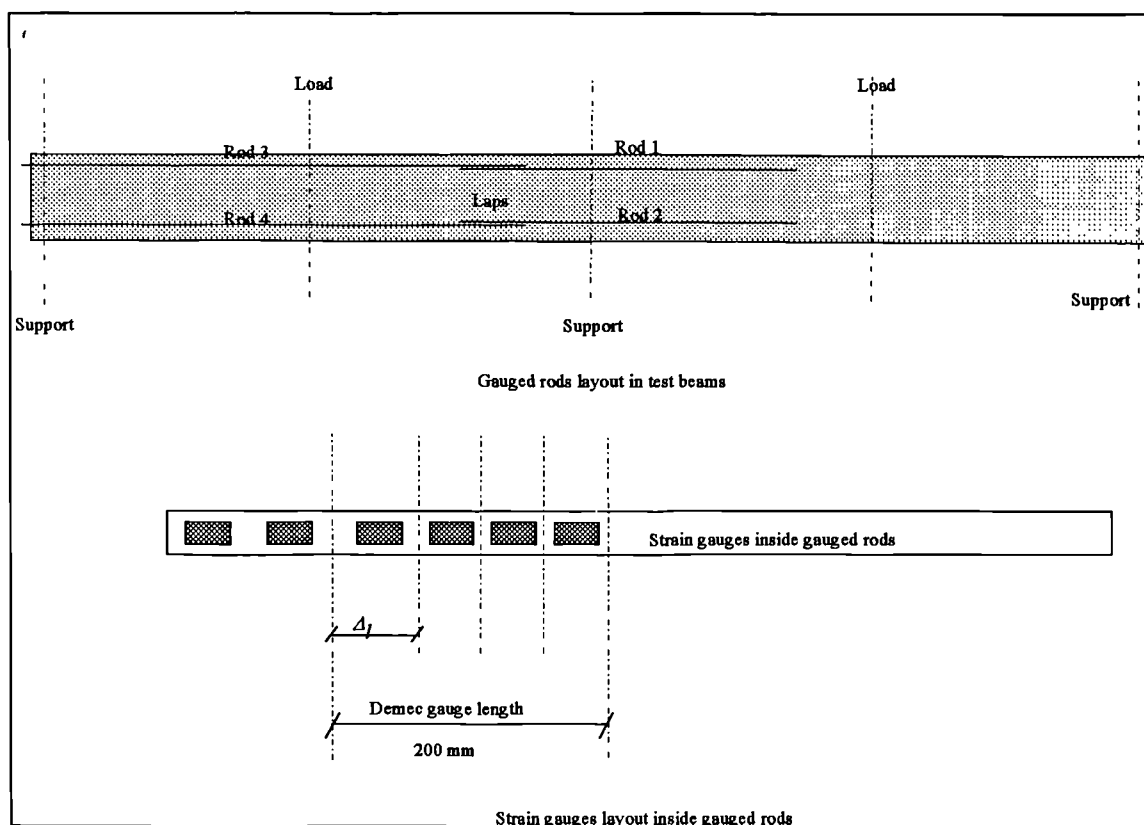 Load
Load
Rod 3
Rod 1
Laps
Rod 4
Rod 2
Support
Support
Support
Gauged rods layout in test beams
Strain gauges inside gauged rods
Δl
Demec gauge length
200 mm
Strain gauges layout inside gauged rods